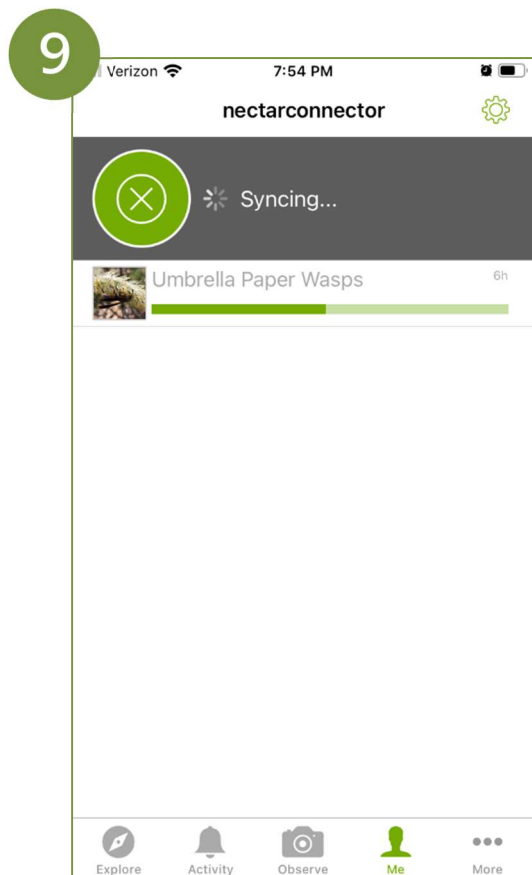 9
Verizon 7:54 PM
nectarconnector
Syncing...
Umbrella Paper Wasps 6h
Explore Activity Observe Me More